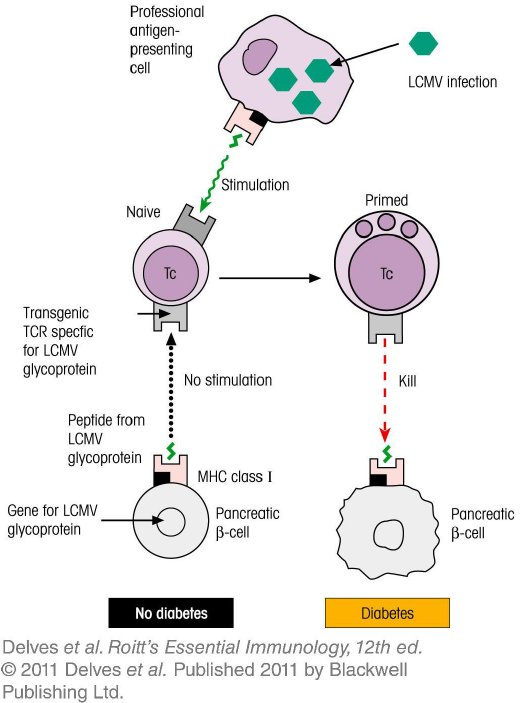 Professional
antigen-
presenting
cell
LCMV infection
Stimulation
Naive
Primed
Tc
Tc
Transgenic
TCR specfic
for LCMV
glycoprotein
No stimulation
Kill
Peptide from
LCMV
glycoprotein
MHC class I
Gene for LCMV
glycoprotein
Pancreatic
β-cell
Pancreatic
β-cell
No diabetes
Diabetes
Delves et al. Roitt's Essential Immunology, 12th ed.
© 2011 Delves et al. Published 2011 by Blackwell
Publishing Ltd.